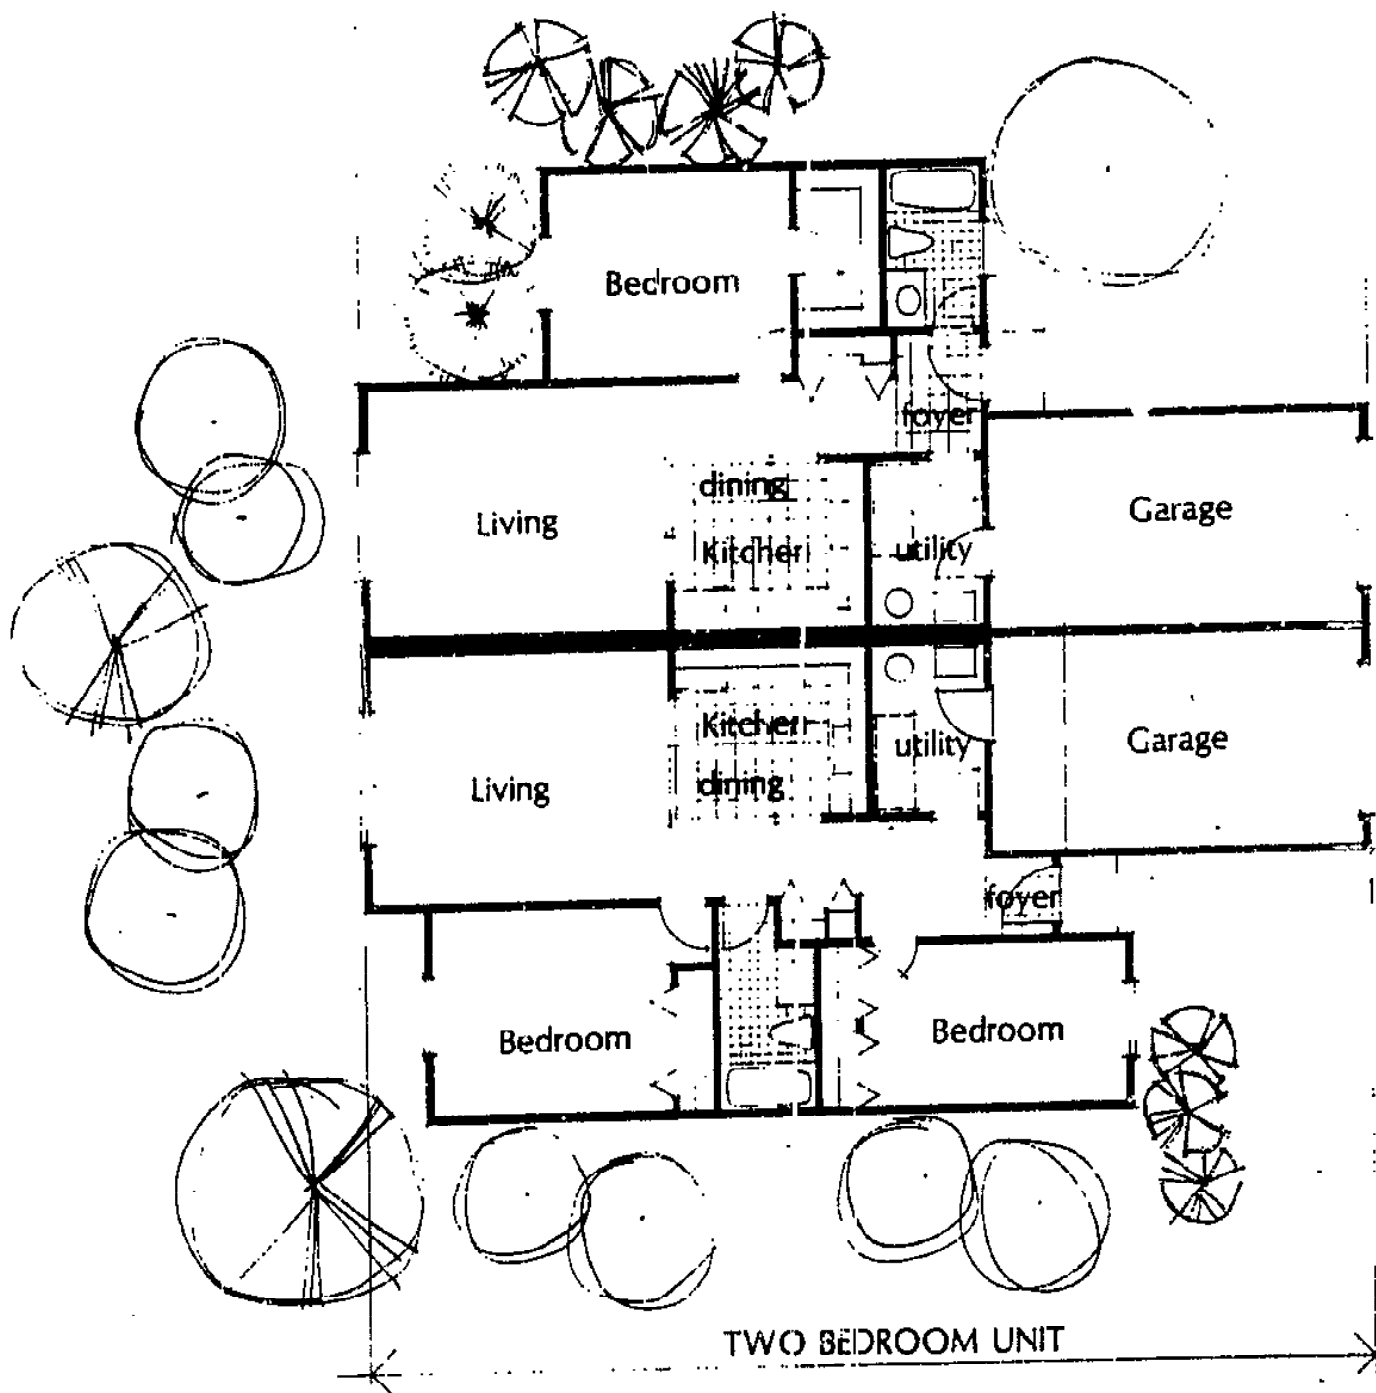 Bedroom
foyer
dining
Living
Garage
Kitchen
utility
Kitchen
utility
Garage
Living
dining
foyer
Bedroom
Bedroom
TWO BEDROOM UNIT